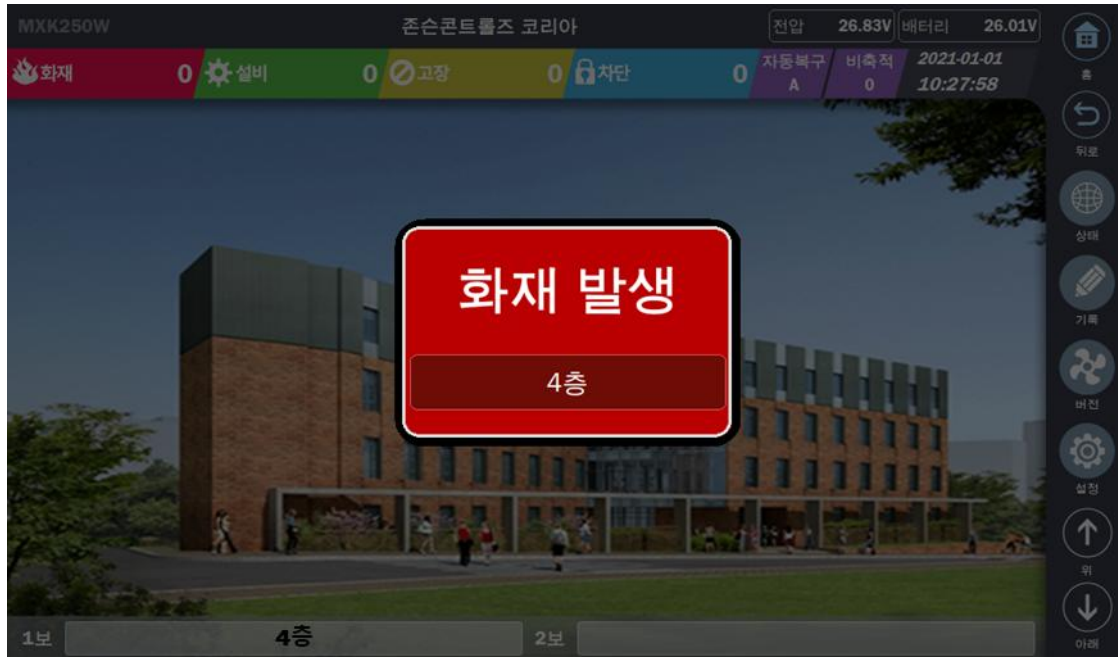 MXK250W 존슨콘트롤즈 코리아 전압 26.83V 배터리 26.01V
화재 0 설비 0 고장 0 차단 0 자동복구 A 비축적 0 2021-01-01 10:27:58
홈
뒤로
상태
화재 발생
기록
4층
버전
설정
위
1보 4층 2보
아래